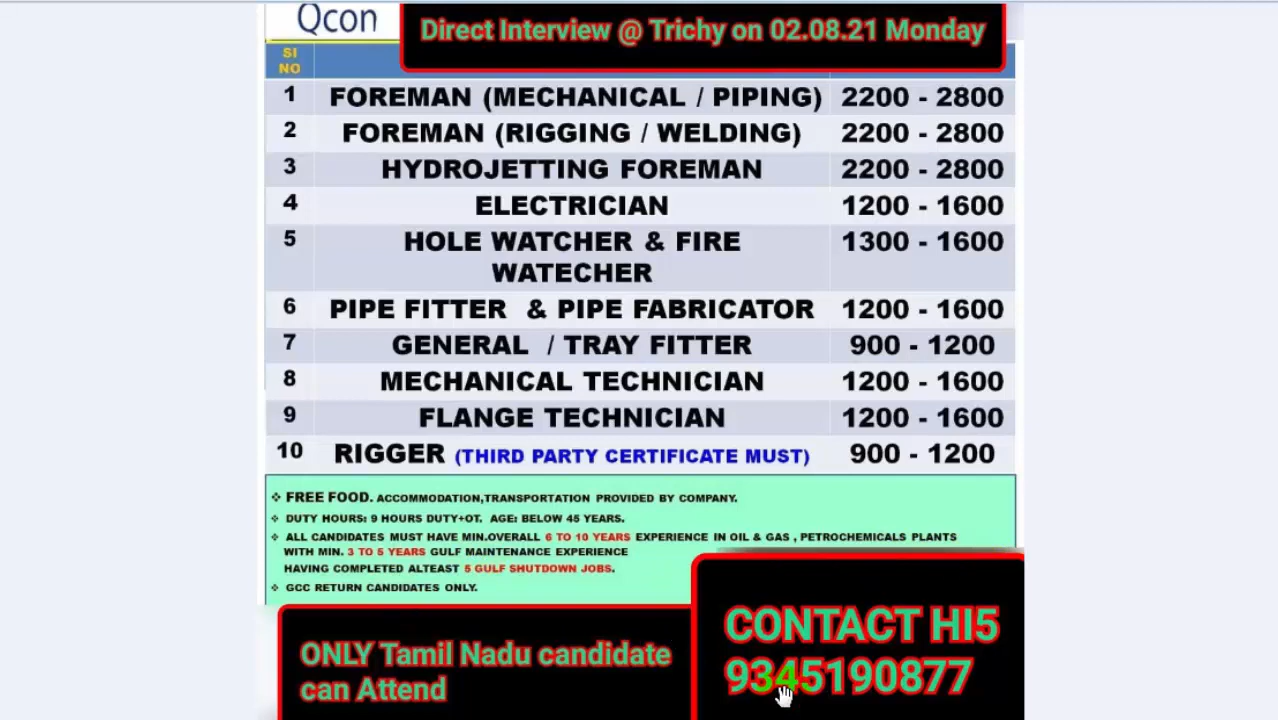 Qcon
Direct Interview @ Trichy on 02.08.21 Monday
SI
NO
1 FOREMAN (MECHANICAL / PIPING) 2200 - 2800
2 FOREMAN (RIGGING / WELDING) 2200 - 2800
3 HYDROJETTING FOREMAN 2200 - 2800
4 ELECTRICIAN 1200 - 1600
5 HOLE WATCHER & FIRE 1300 - 1600
WATECHER
6 PIPE FITTER & PIPE FABRICATOR 1200 - 1600
7 GENERAL / TRAY FITTER 900 - 1200
8 MECHANICAL TECHNICIAN 1200 - 1600
9 FLANGE TECHNICIAN 1200 - 1600
10 RIGGER (THIRD PARTY CERTIFICATE MUST) 900 - 1200
❖ FREE FOOD. ACCOMMODATION,TRANSPORTATION PROVIDED BY COMPANY.
❖ DUTY HOURS: 9 HOURS DUTY+OT. AGE: BELOW 45 YEARS.
❖ ALL CANDIDATES MUST HAVE MIN.OVERALL 6 TO 10 YEARS EXPERIENCE IN OIL & GAS , PETROCHEMICALS PLANTS
WITH MIN. 3 TO 5 YEARS GULF MAINTENANCE EXPERIENCE
HAVING COMPLETED ALTEAST 5 GULF SHUTDOWN JOBS.
❖ GCC RETURN CANDIDATES ONLY.
ONLY Tamil Nadu candidate
can Attend
CONTACT HI5
9345190877